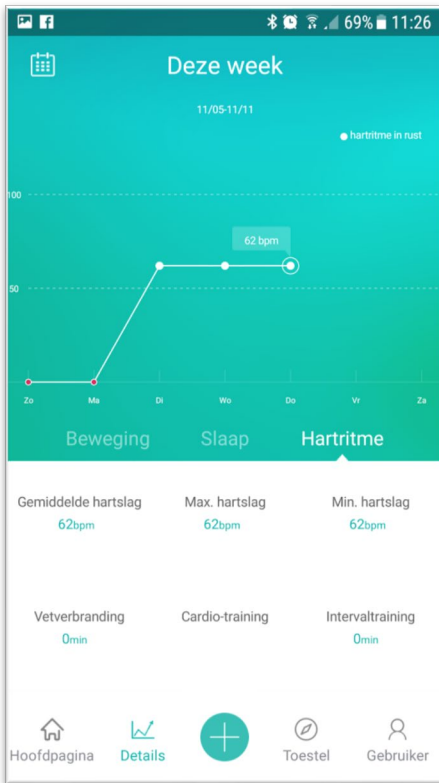 69% 11:26
Deze week
11/05-11/11
hartritme in rust
100
62 bpm
50
Zo Ma Di Wo Do Vr Za
Beweging Slaap Hartritme
Gemiddelde hartslag Max. hartslag Min. hartslag
62bpm 62bpm 62bpm
Vetverbranding Cardio-training Intervaltraining
0min 0min
Hoofdpagina Details Toestel Gebruiker